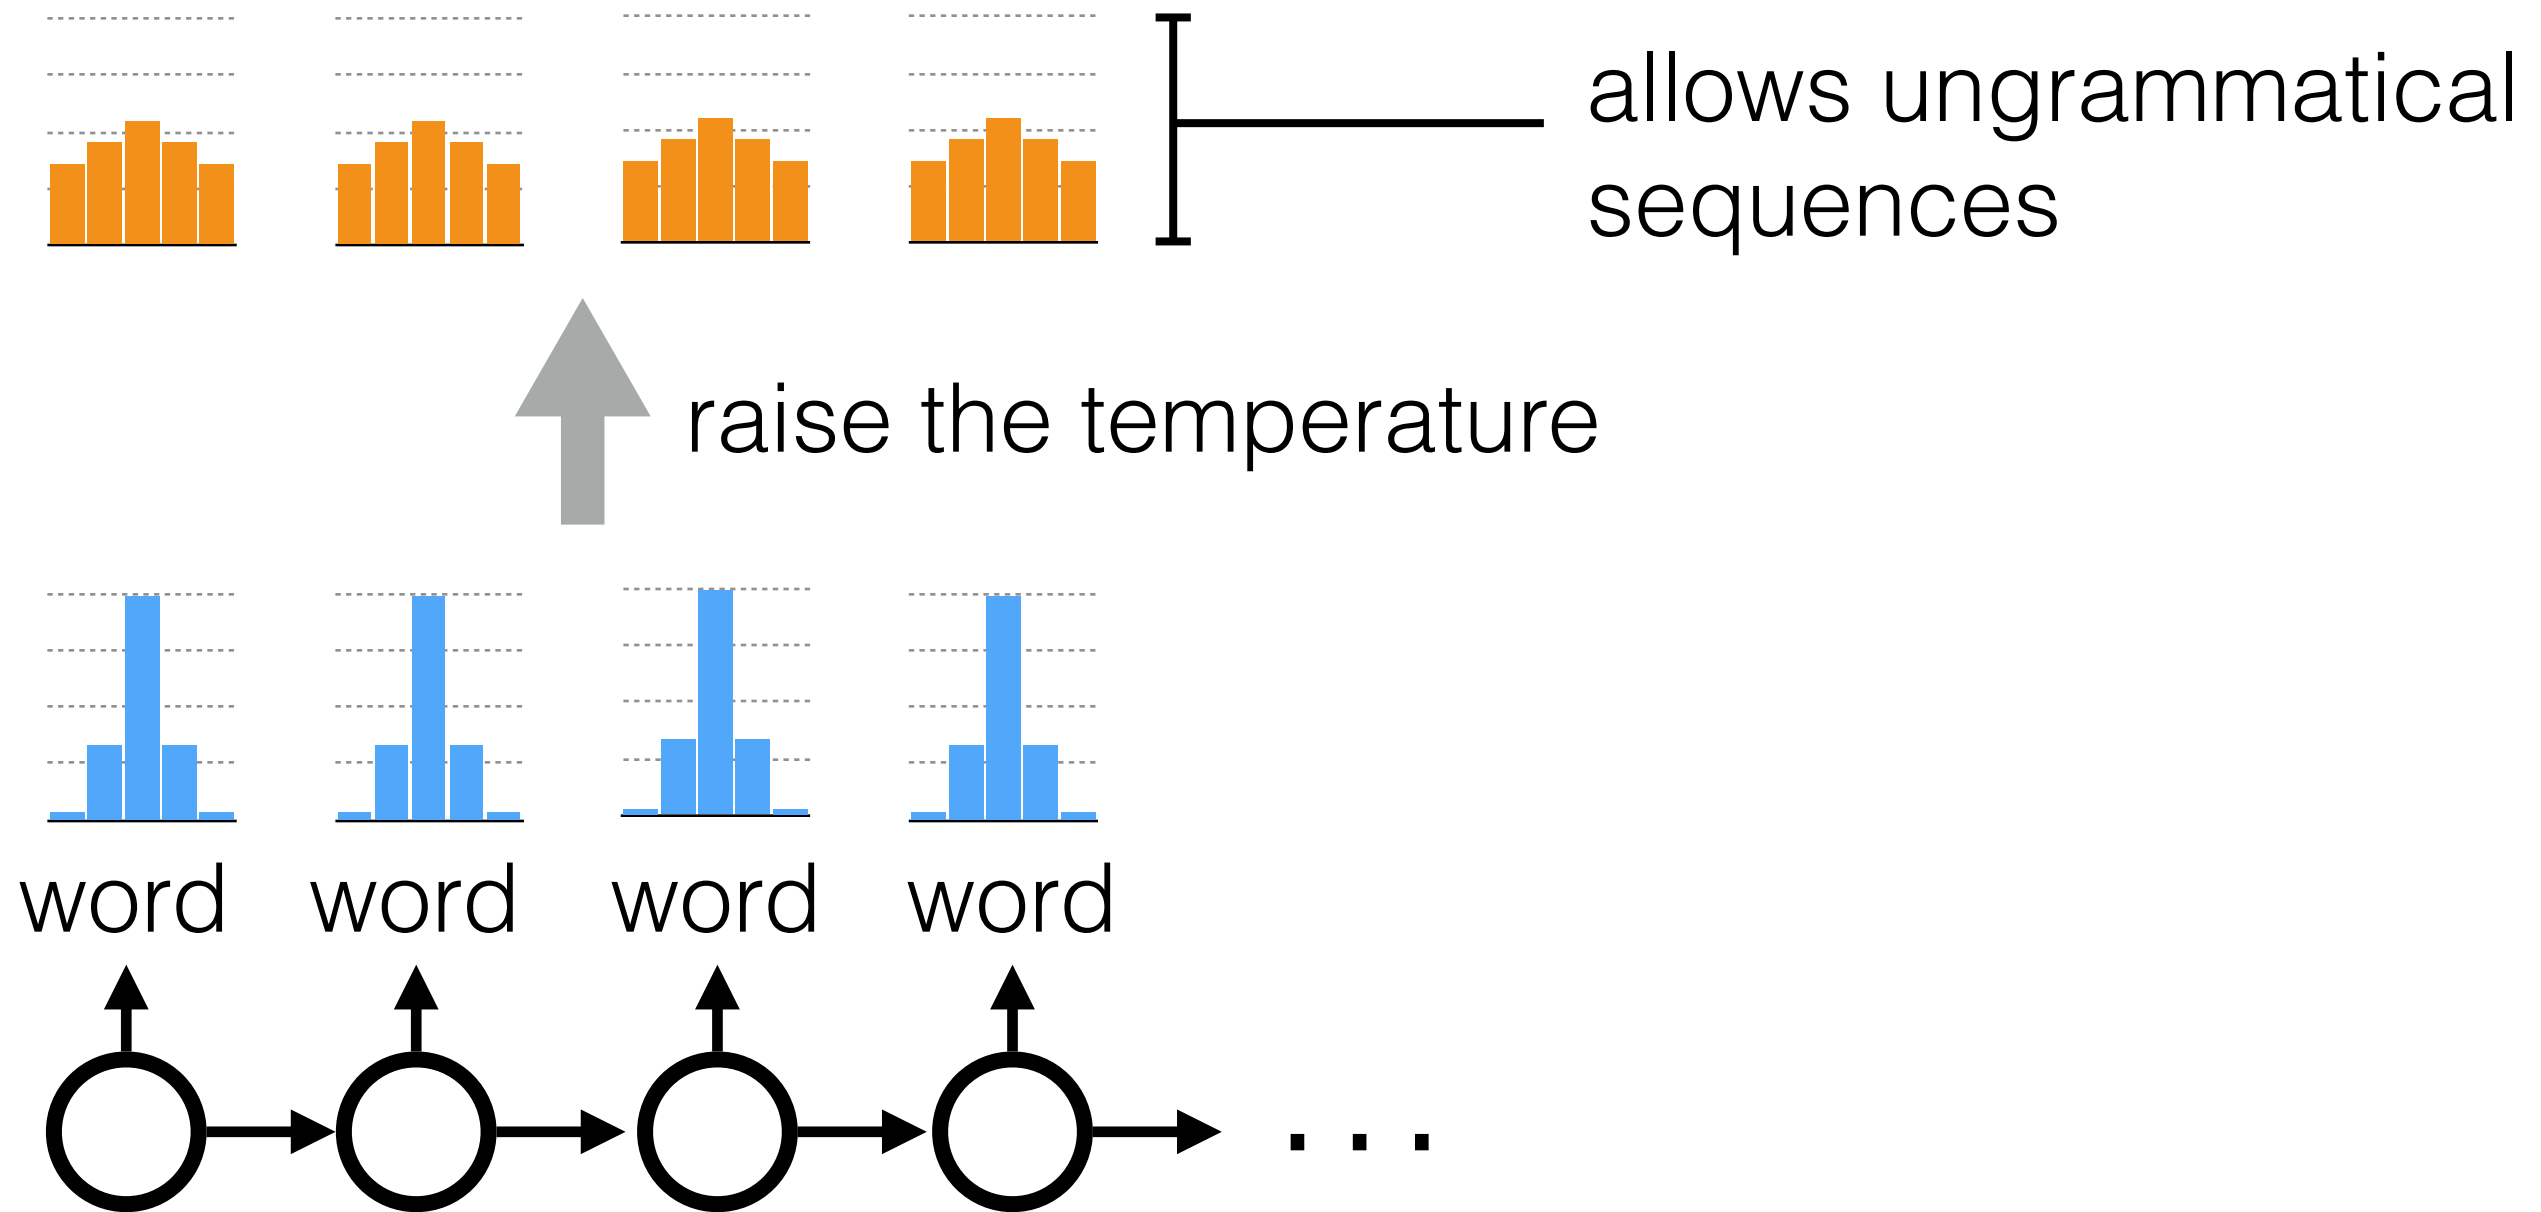 allows ungrammatical
sequences
raise the temperature
word word word word
. . .